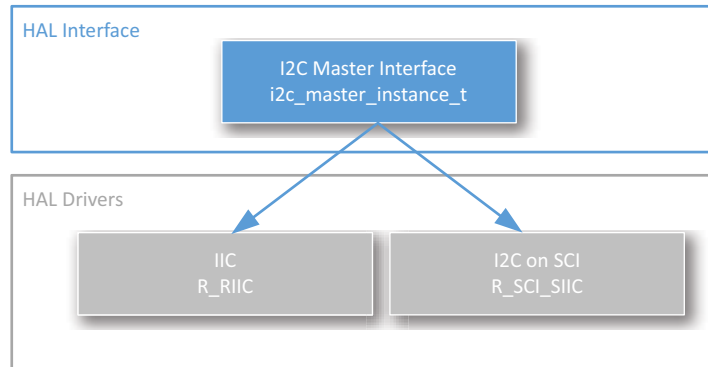 HAL Interface
I2C Master Interface
i2c_master_instance_t
HAL Drivers
IIC
R_RIIC
I2C on SCI
R_SCI_SIIC